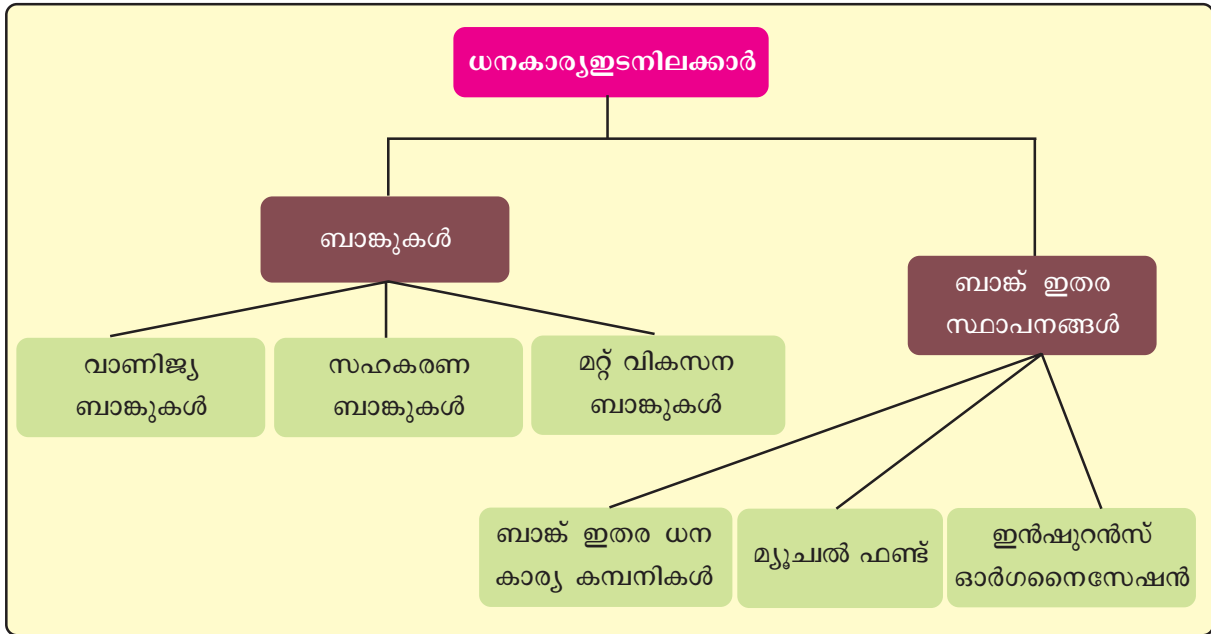 ധനകാര്യഇടനിലക്കാർ
ബാങ്കുകൾ
ബാങ്ക് ഇതര
സ്ഥാപനങ്ങൾ
വാണിജ്യ
ബാങ്കുകൾ
സഹകരണ
ബാങ്കുകൾ
മറ്റ് വികസന
ബാങ്കുകൾ
ബാങ്ക് ഇതര ധന
കാര്യ കമ്പനികൾ
മ്യൂച്വൽ ഫണ്ട്
ഇൻഷുറൻസ്
ഓർഗനൈസേഷൻ